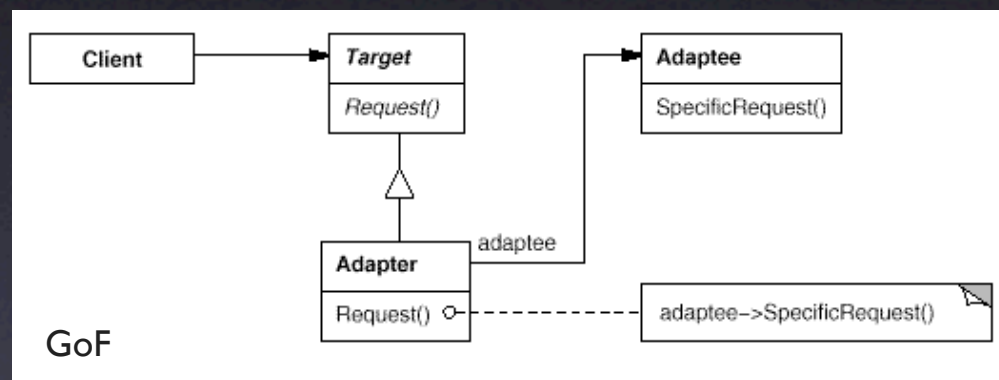 Client
Target
Request()
Adaptee
SpecificRequest()
adaptee
Adapter
Request()
adaptee->SpecificRequest()
GoF